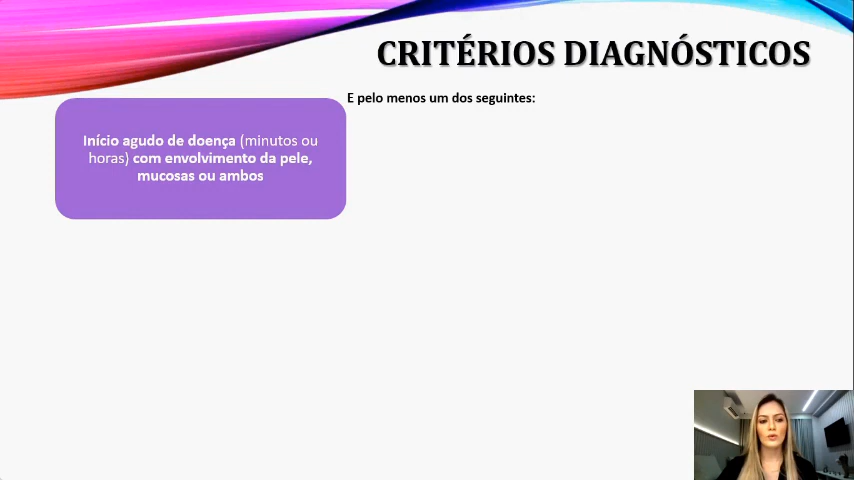 CRITÉRIOS DIAGNÓSTICOS
E pelo menos um dos seguintes:
Início agudo de doença (minutos ou
horas) com envolvimento da pele,
mucosas ou ambos